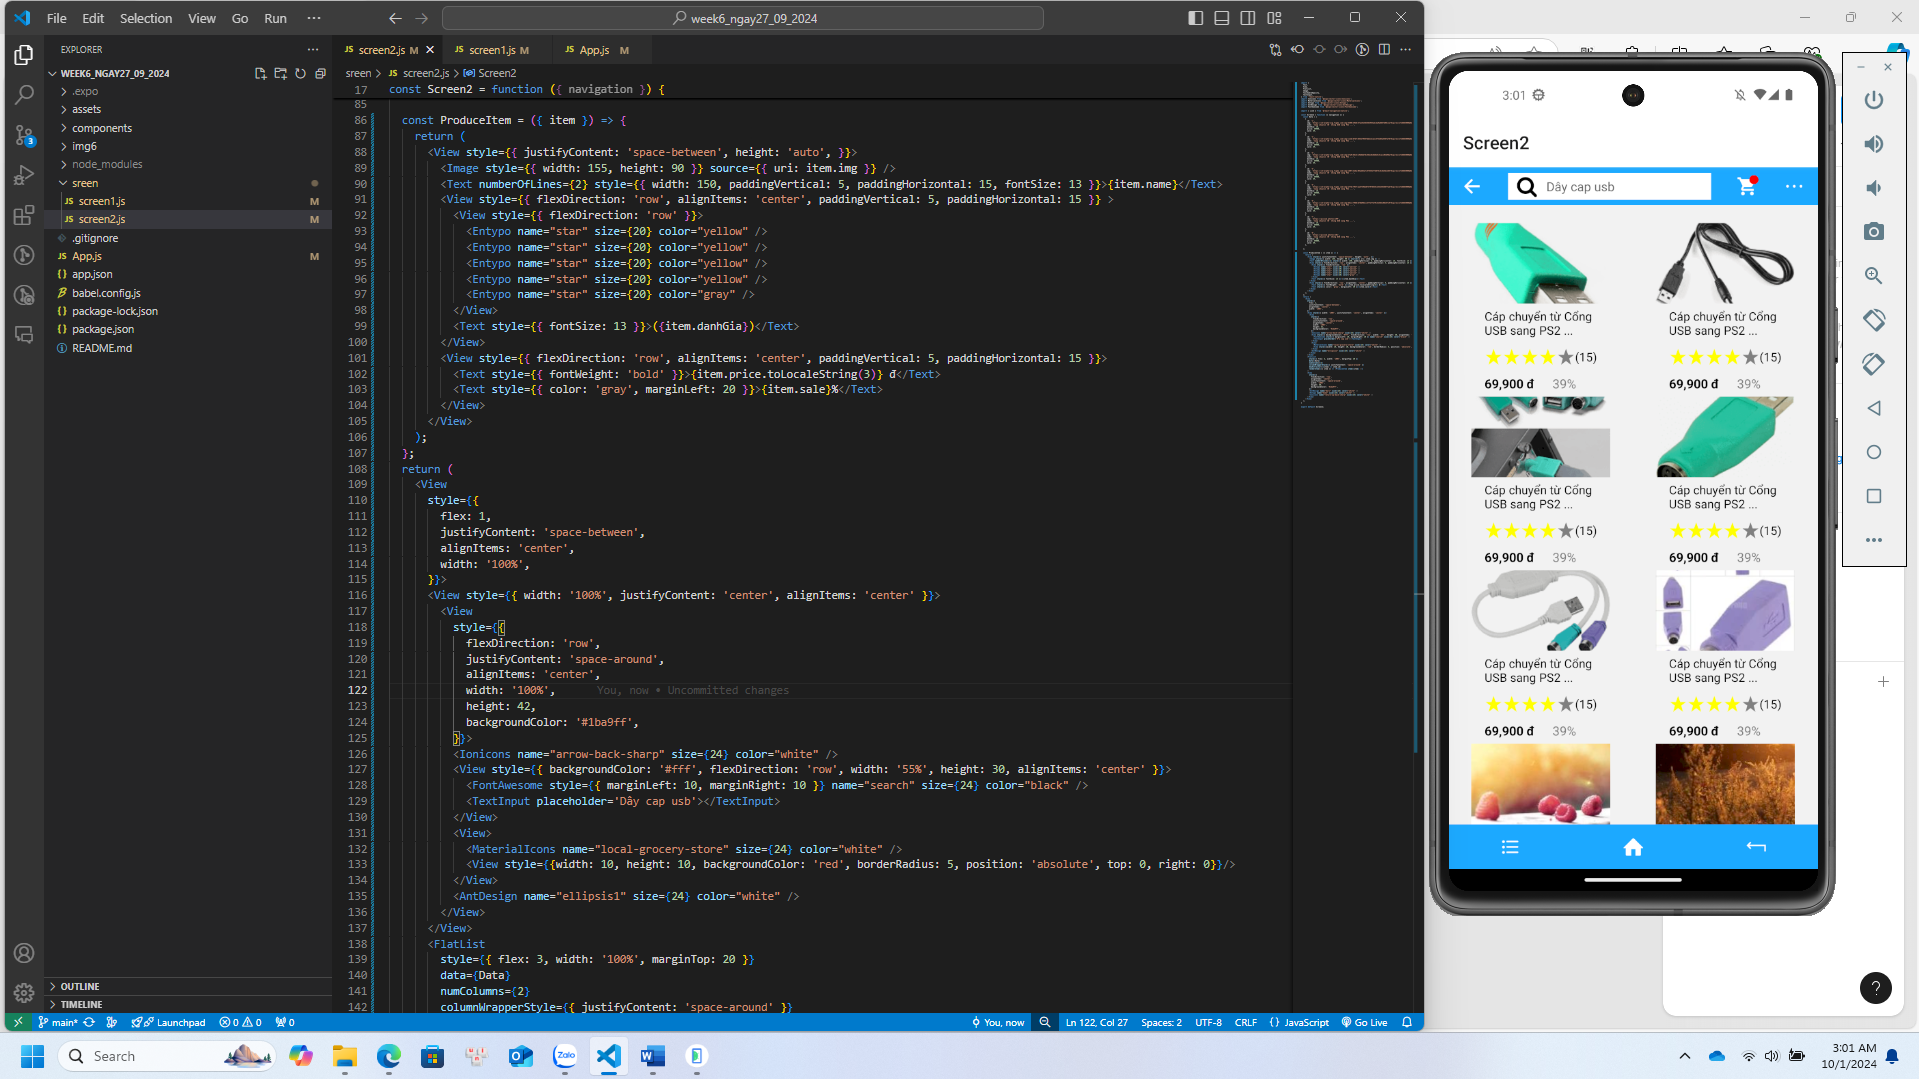 File Edit Selection View Go Run ···
week6_ngay27_09_2024
EXPLORER
WEEK6_NGAY27_09_2024
.expo
assets
components
img6
node_modules
sreen
JS screen1.js M
JS screen2.js M
.gitignore
JS App.js M
{} app.json
babel.config.js
{} package-lock.json
{} package.json
README.md
OUTLINE
TIMELINE
JS screen2.js M
JS screen1.js M
JS App.js M
sreen > JS screen2.js > Screen2
17 const Screen2 = function ({ navigation }) {
85
86 const ProduceItem = ({ item }) => {
87 return (
88 <View style={{ justifyContent: 'space-between', height: 'auto', }}>
89 <Image style={{ width: 155, height: 90 }} source={{ uri: item.img }} />
90 <Text numberOfLines={2} style={{ width: 150, paddingVertical: 5, paddingHorizontal: 15, fontSize: 13 }}>{item.name}</Text>
91 <View style={{ flexDirection: 'row', alignItems: 'center', paddingVertical: 5, paddingHorizontal: 15 }} >
92 <View style={{ flexDirection: 'row' }}>
93 <Entypo name="star" size={20} color="yellow" />
94 <Entypo name="star" size={20} color="yellow" />
95 <Entypo name="star" size={20} color="yellow" />
96 <Entypo name="star" size={20} color="yellow" />
97 <Entypo name="star" size={20} color="gray" />
98 </View>
99 <Text style={{ fontSize: 13 }}>({item.danhGia})</Text>
100 </View>
101 <View style={{ flexDirection: 'row', alignItems: 'center', paddingVertical: 5, paddingHorizontal: 15 }}>
102 <Text style={{ fontWeight: 'bold' }}>{item.price.toLocaleString(3)} đ</Text>
103 <Text style={{ color: 'gray', marginLeft: 20 }}>{item.sale}%</Text>
104 </View>
105 </View>
106 );
107 };
108 return (
109 <View
110 style={{
111 flex: 1,
112 justifyContent: 'space-between',
113 alignItems: 'center',
114 width: '100%',
115 }}>
116 <View style={{ width: '100%', justifyContent: 'center', alignItems: 'center' }}>
117 <View
118 style={{
119 flexDirection: 'row',
120 justifyContent: 'space-around',
121 alignItems: 'center',
122 width: '100%', You, now • Uncommitted changes
123 height: 42,
124 backgroundColor: '#1ba9ff',
125 }}>
126 <Ionicons name="arrow-back-sharp" size={24} color="white" />
127 <View style={{ backgroundColor: '#fff', flexDirection: 'row', width: '55%', height: 30, alignItems: 'center' }}>
128 <FontAwesome style={{ marginLeft: 10, marginRight: 10 }} name="search" size={24} color="black" />
129 <TextInput placeholder='Dây cap usb'></TextInput>
130 </View>
131 <View>
132 <MaterialIcons name="local-grocery-store" size={24} color="white" />
133 <View style={{width: 10, height: 10, backgroundColor: 'red', borderRadius: 5, position: 'absolute', top: 0, right: 0}}/>
134 </View>
135 <AntDesign name="ellipsis1" size={24} color="white" />
136 </View>
137 </View>
138 <FlatList
139 style={{ flex: 3, width: '100%', marginTop: 20 }}
140 data={Data}
141 numColumns={2}
142 columnWrapperStyle={{ justifyContent: 'space-around' }}
main* Launchpad 0 0 0 You, now Ln 122, Col 27 Spaces: 2 UTF-8 CRLF {} JavaScript Go Live
3:01
Screen2
Dây cap usb
Cáp chuyển từ Cổng USB sang PS2 ...
(15)
69,900 đ 39%
Cáp chuyển từ Cổng USB sang PS2 ...
(15)
69,900 đ 39%
Cáp chuyển từ Cổng USB sang PS2 ...
(15)
69,900 đ 39%
Cáp chuyển từ Cổng USB sang PS2 ...
(15)
69,900 đ 39%
Cáp chuyển từ Cổng USB sang PS2 ...
(15)
69,900 đ 39%
Cáp chuyển từ Cổng USB sang PS2 ...
(15)
69,900 đ 39%
?
Search
Zalo
3:01 AM
10/1/2024